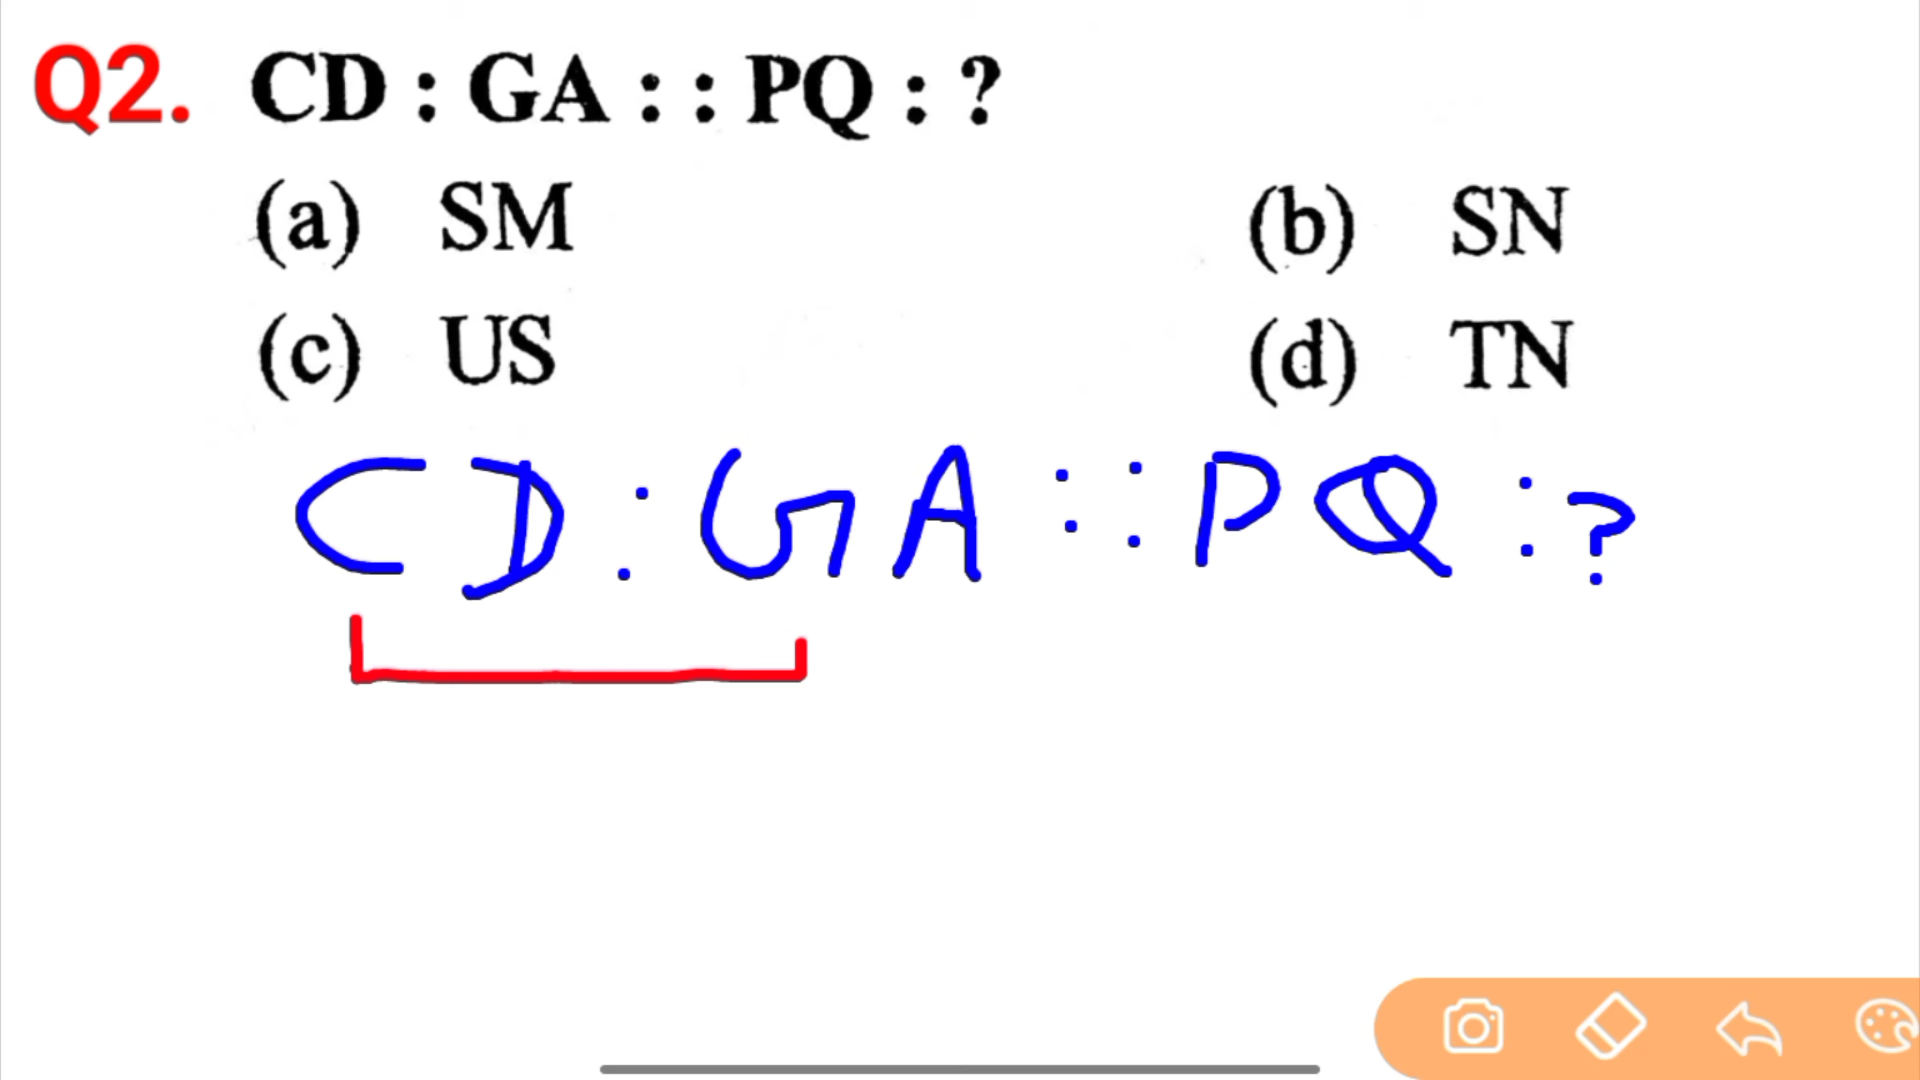 Q2. CD : GA : : PQ : ?
(a) SM (b) SN
(c) US (d) TN
CD : GA :: PQ : ?